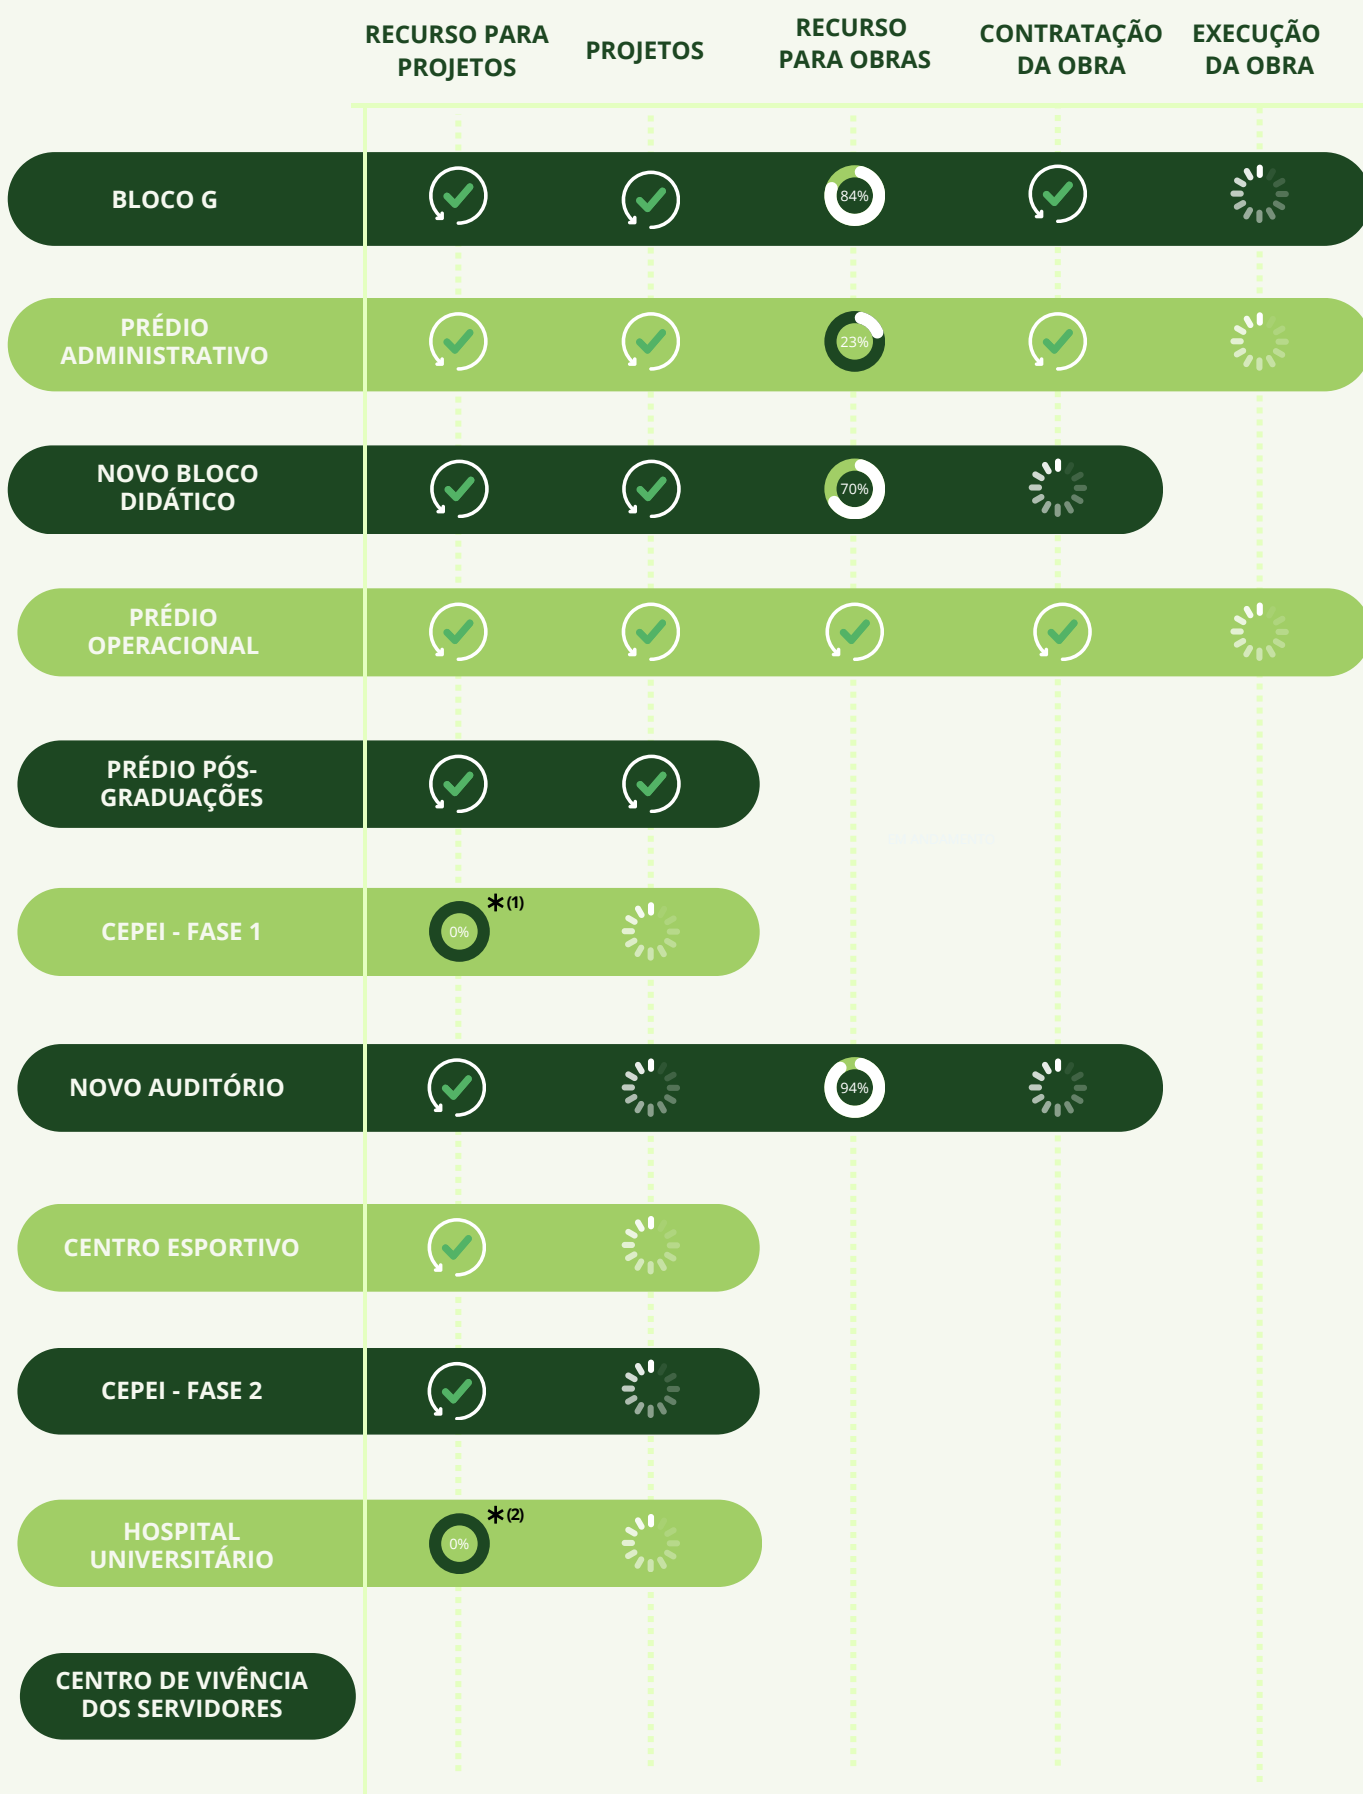 RECURSO PARA
PROJETOS
PROJETOS
RECURSO
PARA OBRAS
CONTRATAÇÃO
DA OBRA
EXECUÇÃO
DA OBRA
BLOCO G
84%
PRÉDIO
ADMINISTRATIVO
23%
NOVO BLOCO
DIDÁTICO
70%
PRÉDIO
OPERACIONAL
PRÉDIO PÓS-
GRADUAÇÕES
CEPEI - FASE 1
0%
*(1)
NOVO AUDITÓRIO
94%
CENTRO ESPORTIVO
CEPEI - FASE 2
HOSPITAL
UNIVERSITÁRIO
0%
*(2)
CENTRO DE VIVÊNCIA
DOS SERVIDORES